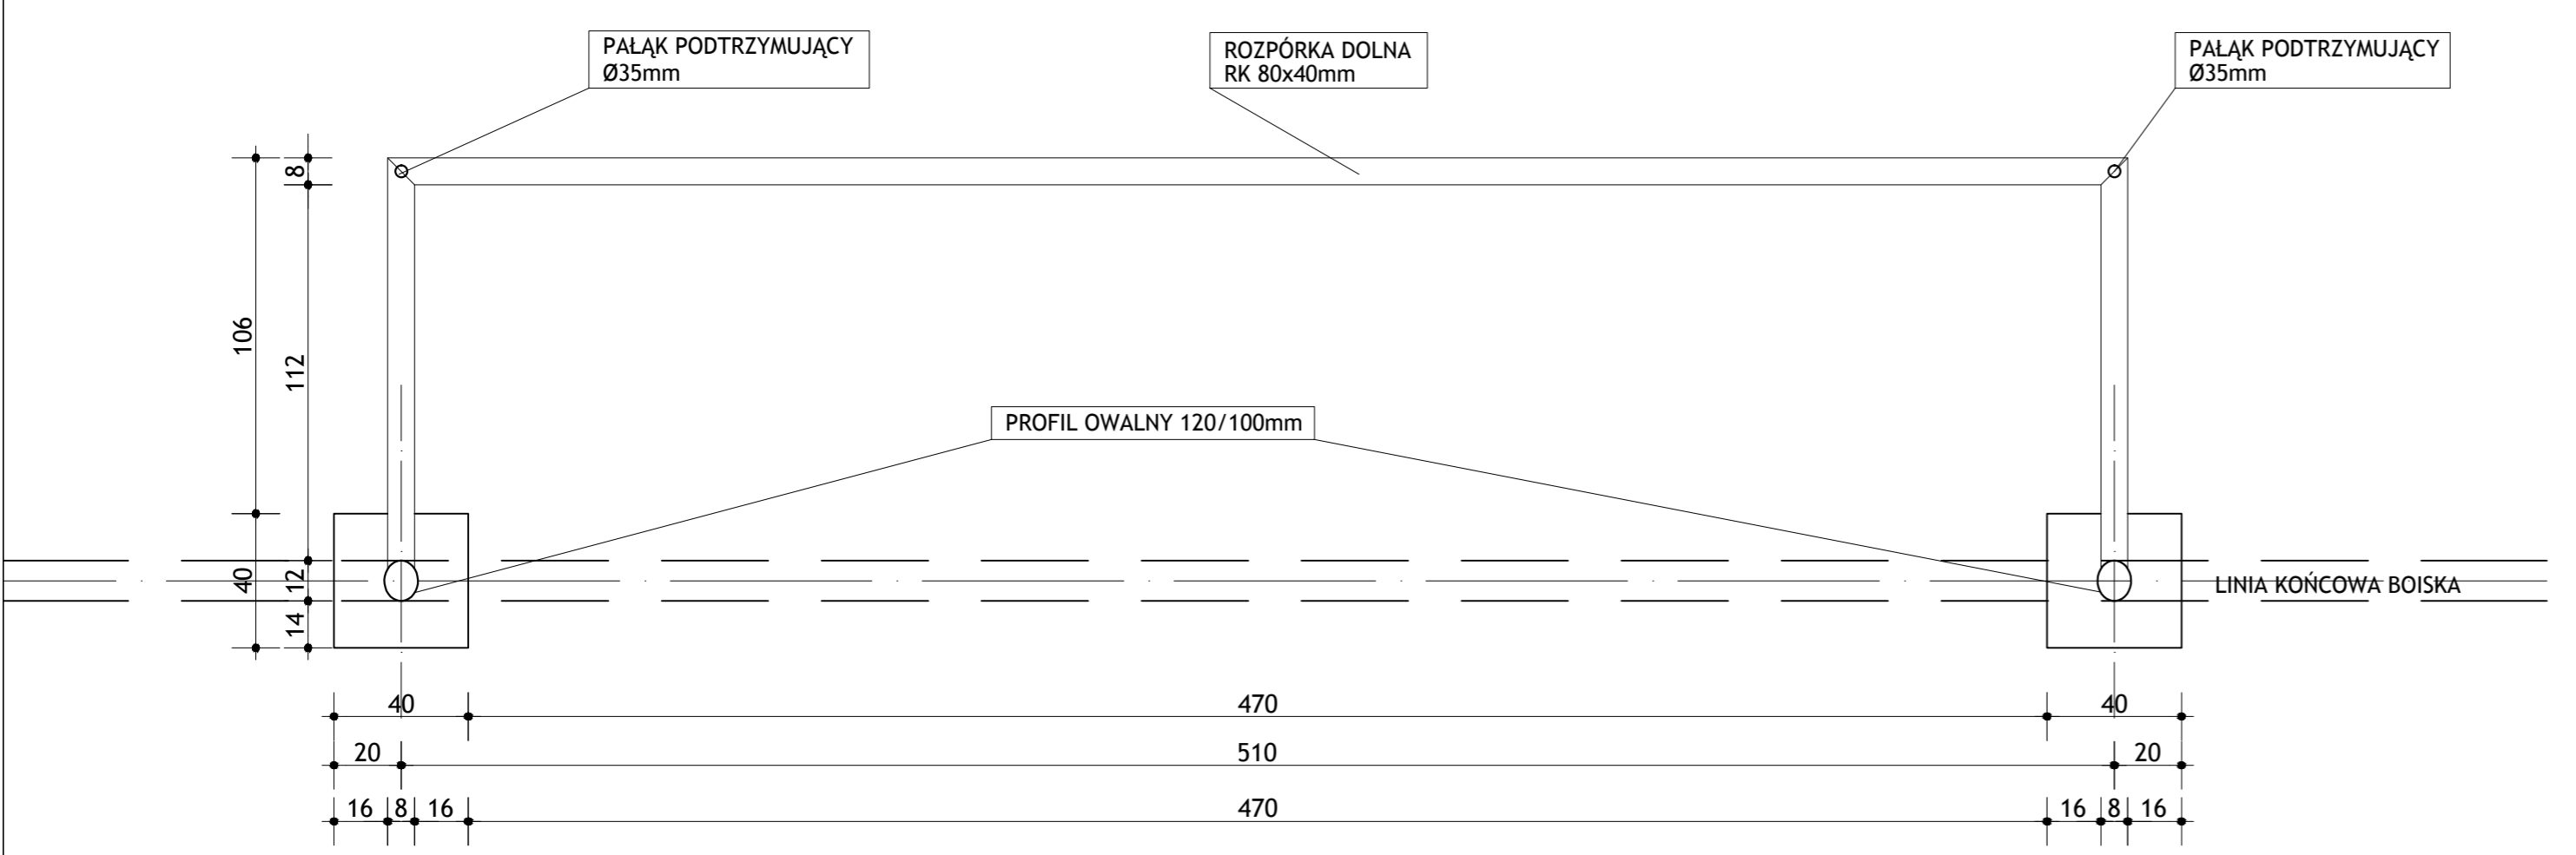 PAŁĄK PODTRZYMUJĄCY
Ø35mm
ROZPÓRKA DOLNA
RK 80x40mm
PAŁĄK PODTRZYMUJĄCY
Ø35mm
8
106
112
PROFIL OWALNY 120/100mm
40
12
14
LINIA KOŃCOWA BOISKA
40
470
40
20
510
20
16
8
16
470
16
8
16